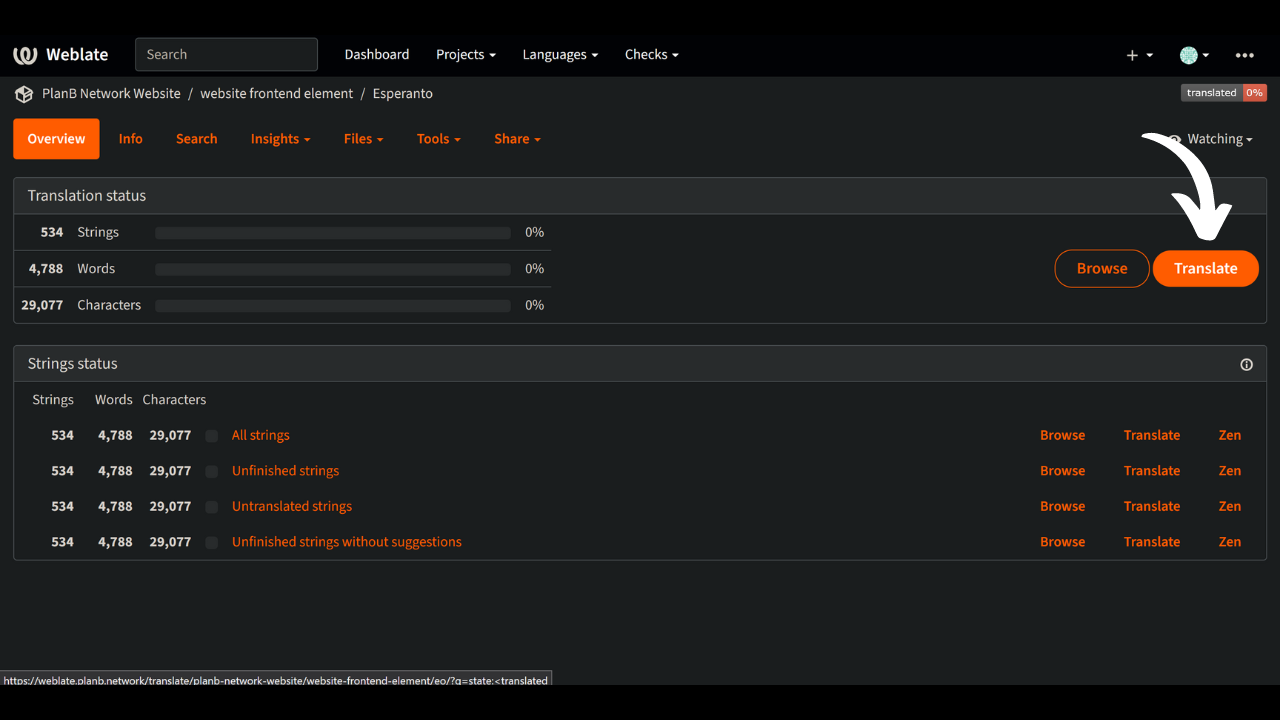 Weblate Search Dashboard Projects Languages Checks
PlanB Network Website / website frontend element / Esperanto translated 0%
Overview Info Search Insights Files Tools Share Watching
Translation status
534 Strings 0%
4,788 Words 0%
29,077 Characters 0%
Browse Translate
Strings status
Strings Words Characters
534 4,788 29,077 All strings Browse Translate Zen
534 4,788 29,077 Unfinished strings Browse Translate Zen
534 4,788 29,077 Untranslated strings Browse Translate Zen
534 4,788 29,077 Unfinished strings without suggestions Browse Translate Zen
https://weblate.planb.network/translate/planb-network-website/website-frontend-element/eo/?q=state:<translated